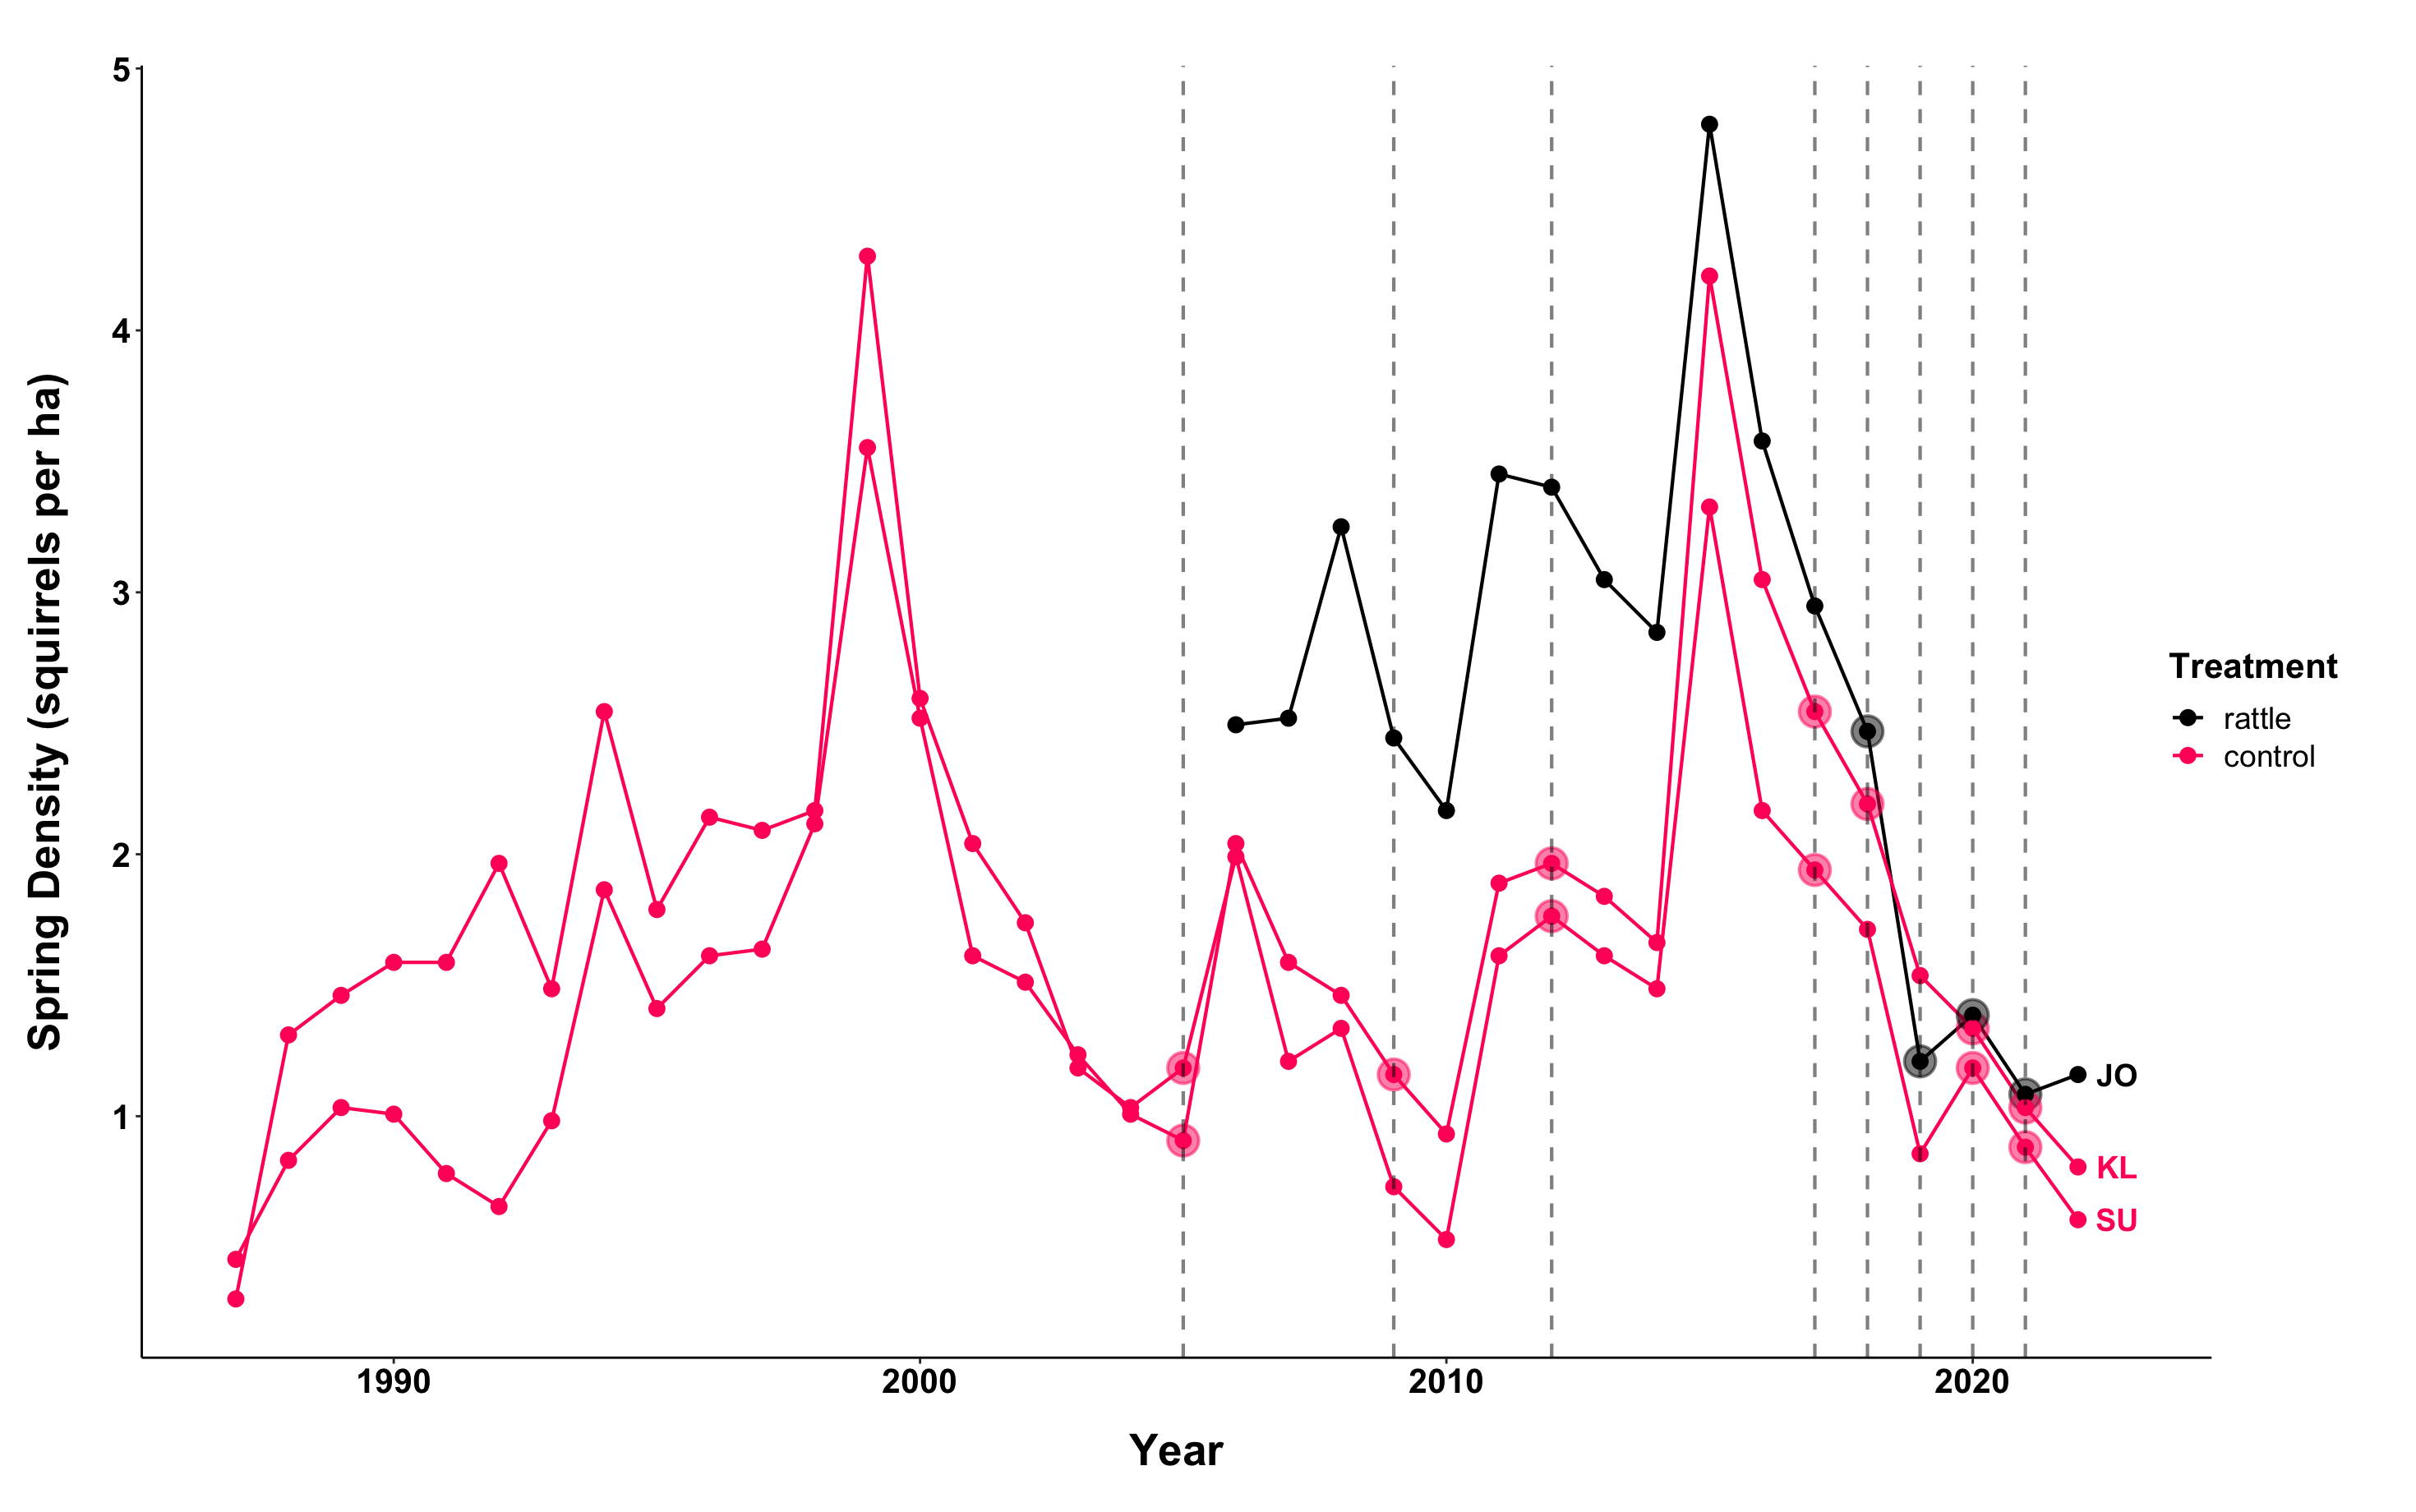 Spring Density (squirrels per ha)
5
4
3
2
1
1990
2000
2010
2020
Year
JO
KL
SU
Treatment
rattle
control